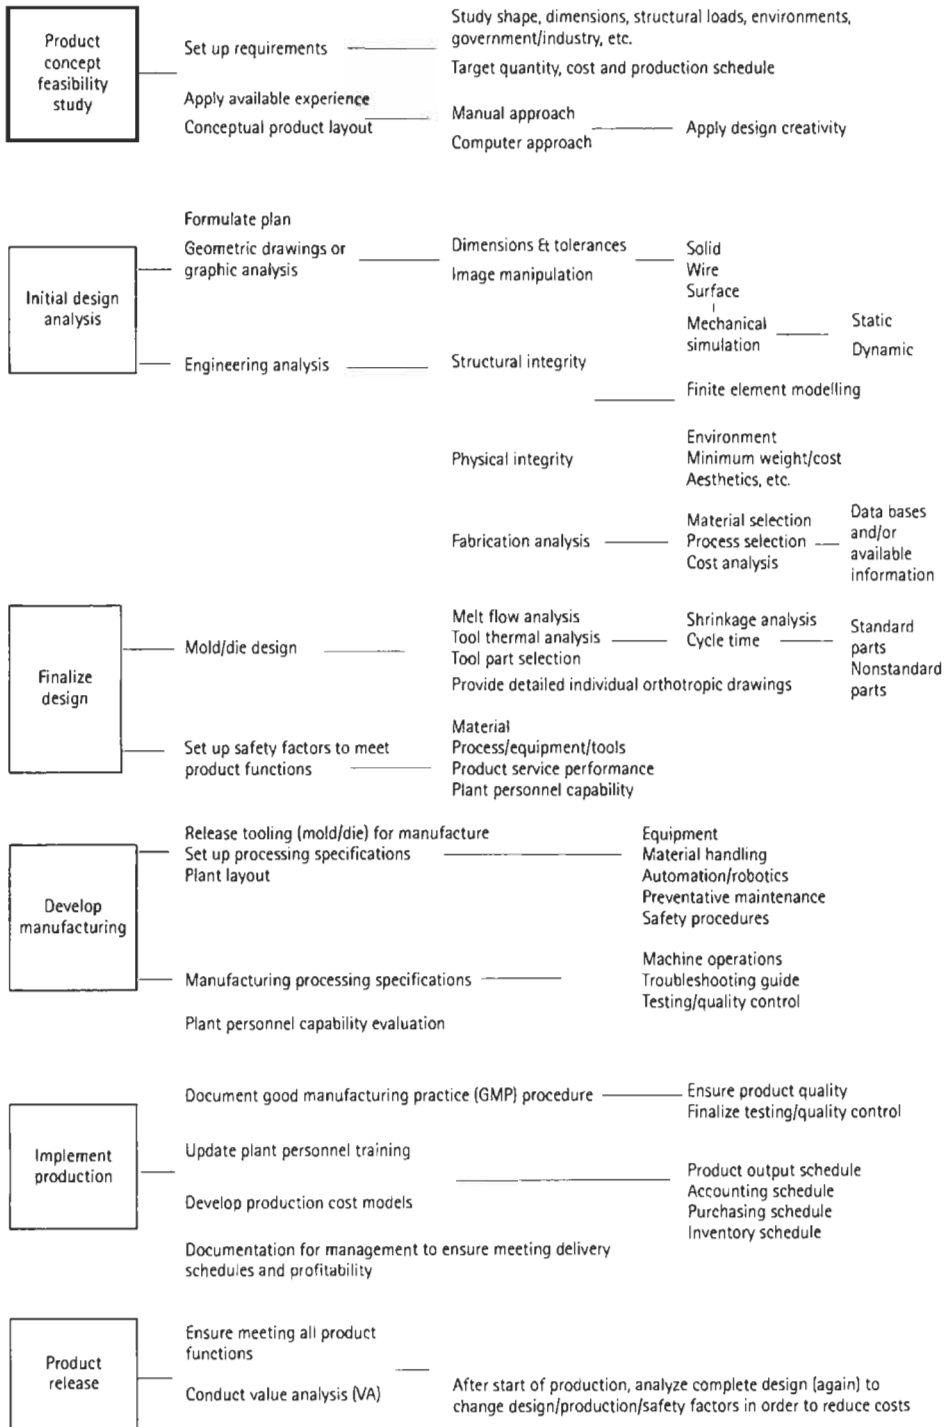 Product
concept
feasibility
study
Set up requirements
Study shape, dimensions, structural loads, environments,
government/industry, etc.
Target quantity, cost and production schedule
Apply available experience
Conceptual product layout
Manual approach
Computer approach
Apply design creativity
Initial design
analysis
Formulate plan
Geometric drawings or
graphic analysis
Dimensions & tolerances
Image manipulation
Solid
Wire
Surface
Mechanical
simulation
Static
Dynamic
Engineering analysis
Structural integrity
Finite element modelling
Physical integrity
Environment
Minimum weight/cost
Aesthetics, etc.
Fabrication analysis
Material selection
Process selection
Cost analysis
Data bases
and/or
available
information
Finalize
design
Mold/die design
Melt flow analysis
Tool thermal analysis
Tool part selection
Shrinkage analysis
Cycle time
Standard
parts
Nonstandard
parts
Provide detailed individual orthotropic drawings
Set up safety factors to meet
product functions
Material
Process/equipment/tools
Product service performance
Plant personnel capability
Develop
manufacturing
Release tooling (mold/die) for manufacture
Set up processing specifications
Plant layout
Equipment
Material handling
Automation/robotics
Preventative maintenance
Safety procedures
Manufacturing processing specifications
Machine operations
Troubleshooting guide
Testing/quality control
Plant personnel capability evaluation
Implement
production
Document good manufacturing practice (GMP) procedure
Ensure product quality
Finalize testing/quality control
Update plant personnel training
Develop production cost models
Product output schedule
Accounting schedule
Purchasing schedule
Inventory schedule
Documentation for management to ensure meeting delivery
schedules and profitability
Product
release
Ensure meeting all product
functions
Conduct value analysis (VA)
After start of production, analyze complete design (again) to
change design/production/safety factors in order to reduce costs